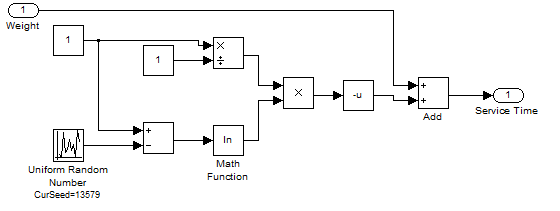 1
Weight
1
1
×
÷
×
-u
+
+
Add
1
Service Time
+
−
ln
Math
Function
Uniform Random
Number
CurSeed=13579